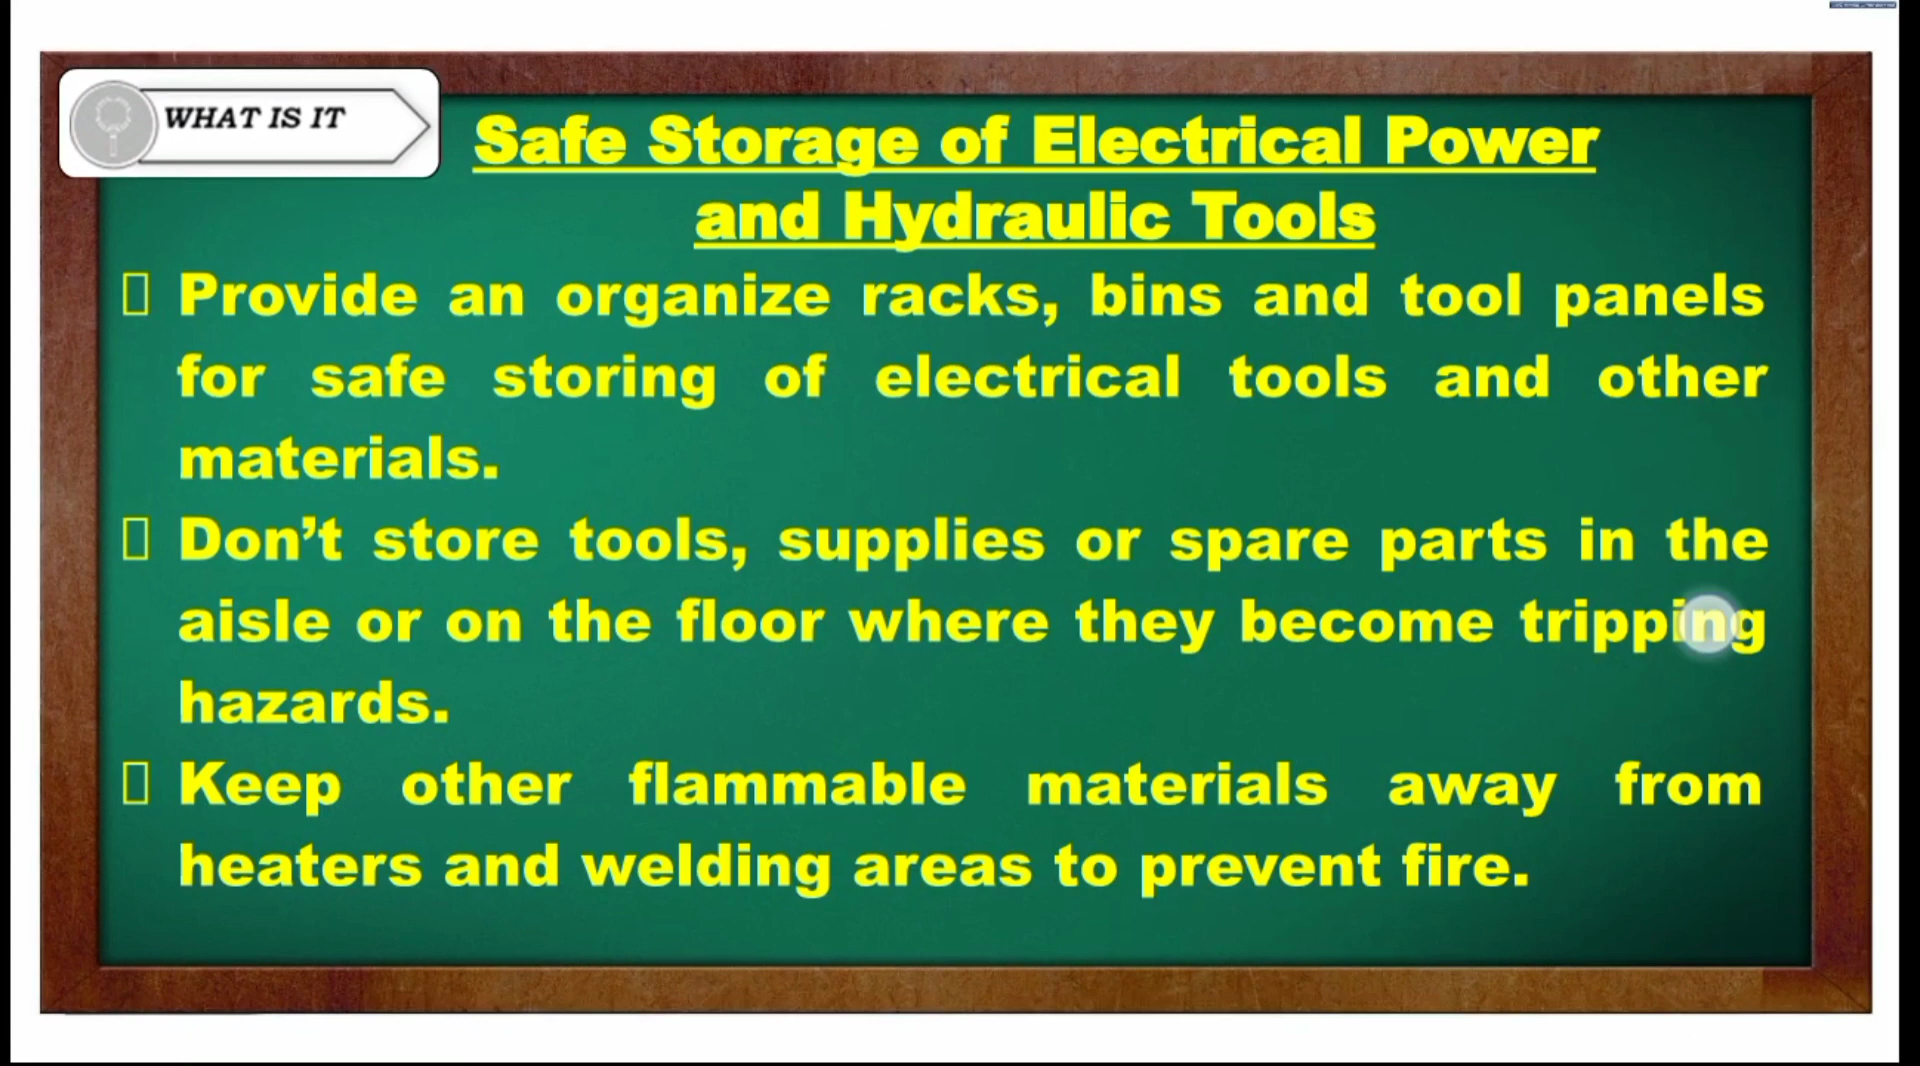 WHAT IS IT
Safe Storage of Electrical Power
and Hydraulic Tools
Provide an organize racks, bins and tool panels
for safe storing of electrical tools and other
materials.
Don’t store tools, supplies or spare parts in the
aisle or on the floor where they become tripping
hazards.
Keep other flammable materials away from
heaters and welding areas to prevent fire.